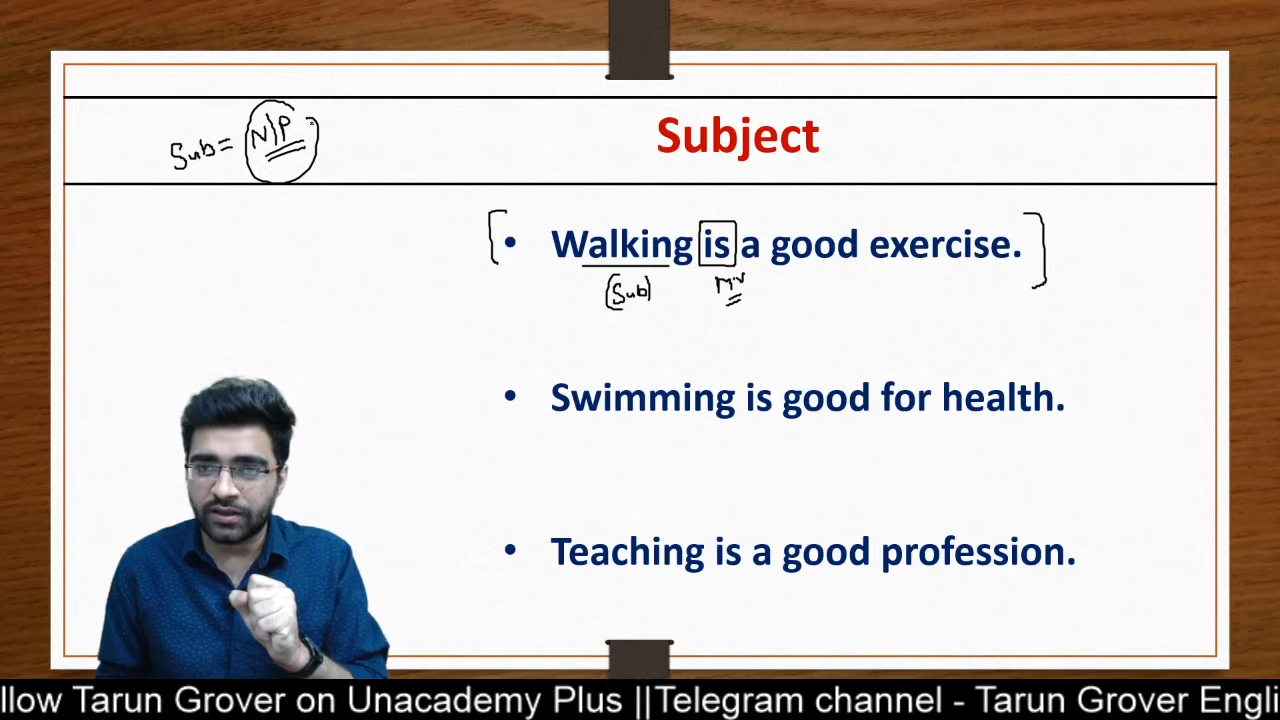 Sub = N/P
Subject
• Walking is a good exercise.
(Sub) M.V
• Swimming is good for health.
• Teaching is a good profession.
llow Tarun Grover on Unacademy Plus ||Telegram channel - Tarun Grover Engli